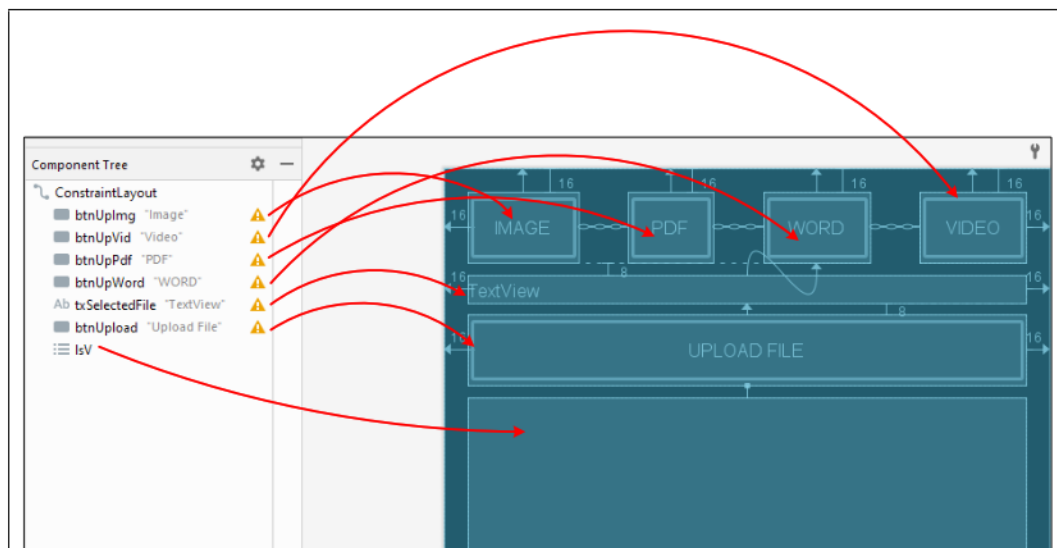 Component Tree
ConstraintLayout
btnUpImg "Image"
btnUpVid "Video"
btnUpPdf "PDF"
btnUpWord "WORD"
Ab txSelectedFile "TextView"
btnUpload "Upload File"
lsV
16 16 16 16
16 IMAGE PDF WORD VIDEO 16
8
16 TextView 16
8
16 UPLOAD FILE 16